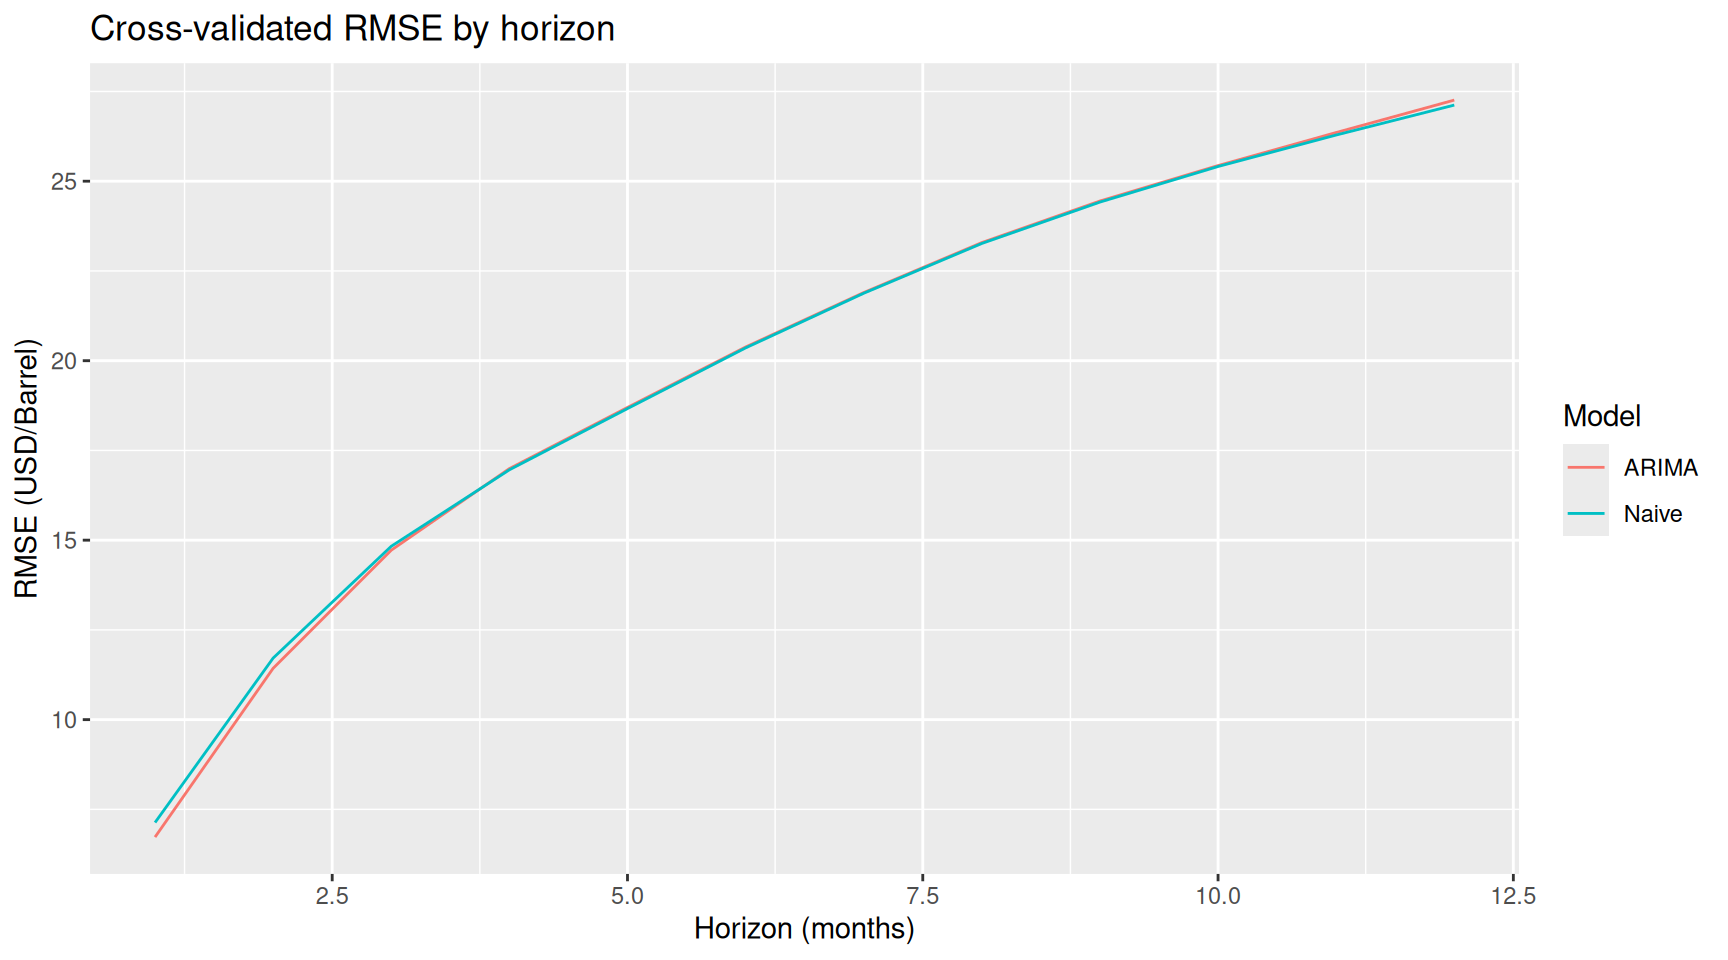 Cross-validated RMSE by horizon
RMSE (USD/Barrel)
25
20
15
10
2.5
5.0
7.5
10.0
12.5
Horizon (months)
Model
ARIMA
Naive